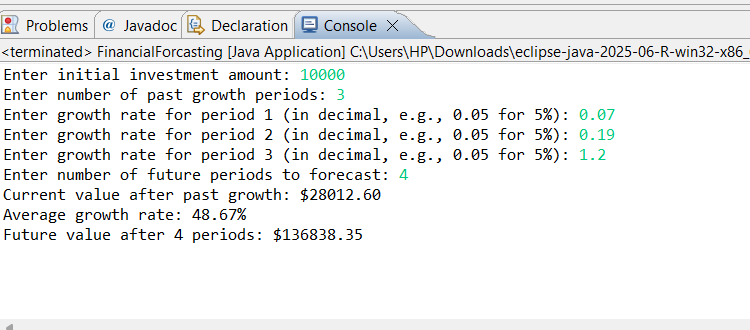 Problems @ Javadoc Declaration Console
<terminated> FinancialForcasting [Java Application] C:\Users\HP\Downloads\eclipse-java-2025-06-R-win32-x86_
Enter initial investment amount: 10000
Enter number of past growth periods: 3
Enter growth rate for period 1 (in decimal, e.g., 0.05 for 5%): 0.07
Enter growth rate for period 2 (in decimal, e.g., 0.05 for 5%): 0.19
Enter growth rate for period 3 (in decimal, e.g., 0.05 for 5%): 1.2
Enter number of future periods to forecast: 4
Current value after past growth: $28012.60
Average growth rate: 48.67%
Future value after 4 periods: $136838.35